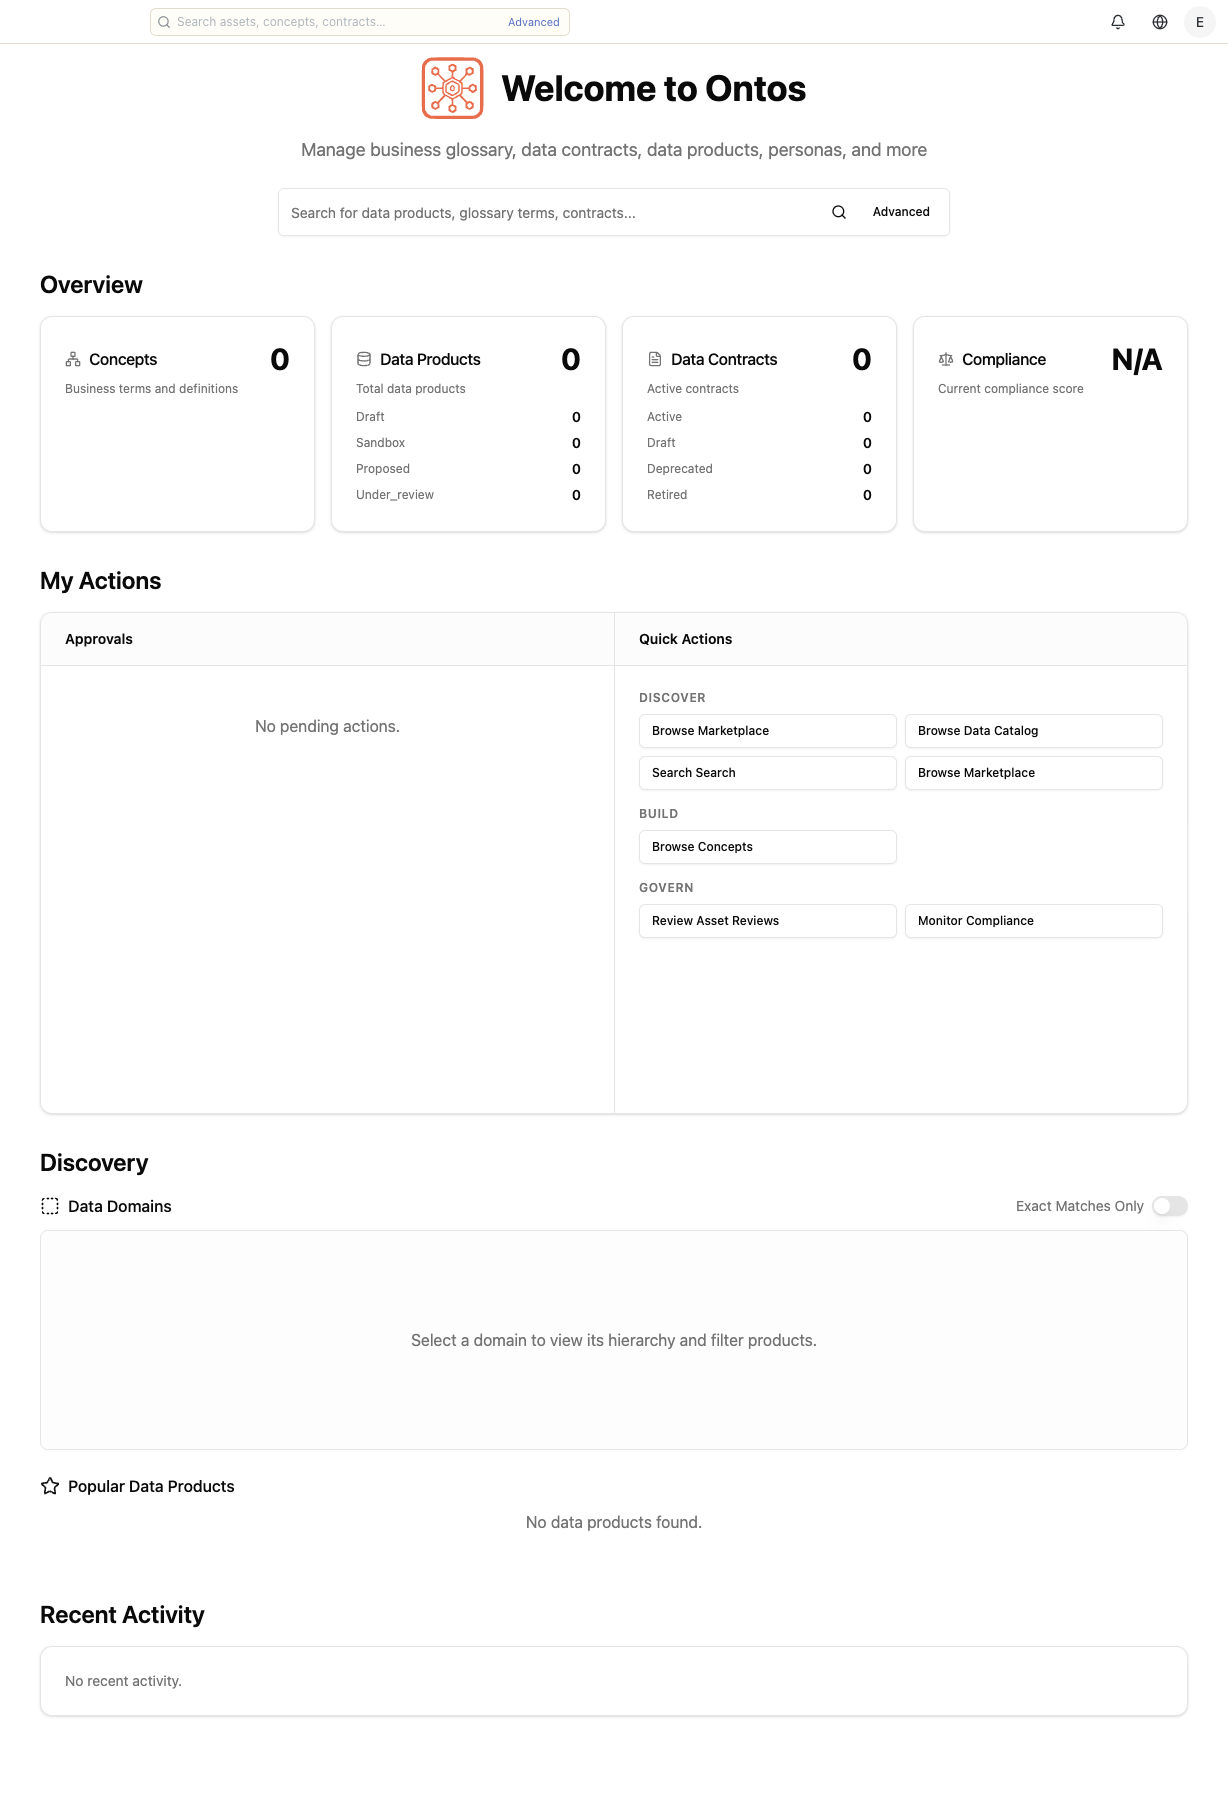 Search assets, concepts, contracts... Advanced
E
Welcome to Ontos
Manage business glossary, data contracts, data products, personas, and more
Search for data products, glossary terms, contracts... Advanced
Overview
Concepts 0
Business terms and definitions
Data Products 0
Total data products
Draft 0
Sandbox 0
Proposed 0
Under_review 0
Data Contracts 0
Active contracts
Active 0
Draft 0
Deprecated 0
Retired 0
Compliance N/A
Current compliance score
My Actions
Approvals
No pending actions.
Quick Actions
DISCOVER
Browse Marketplace
Browse Data Catalog
Search Search
Browse Marketplace
BUILD
Browse Concepts
GOVERN
Review Asset Reviews
Monitor Compliance
Discovery
Data Domains
Exact Matches Only
Select a domain to view its hierarchy and filter products.
Popular Data Products
No data products found.
Recent Activity
No recent activity.